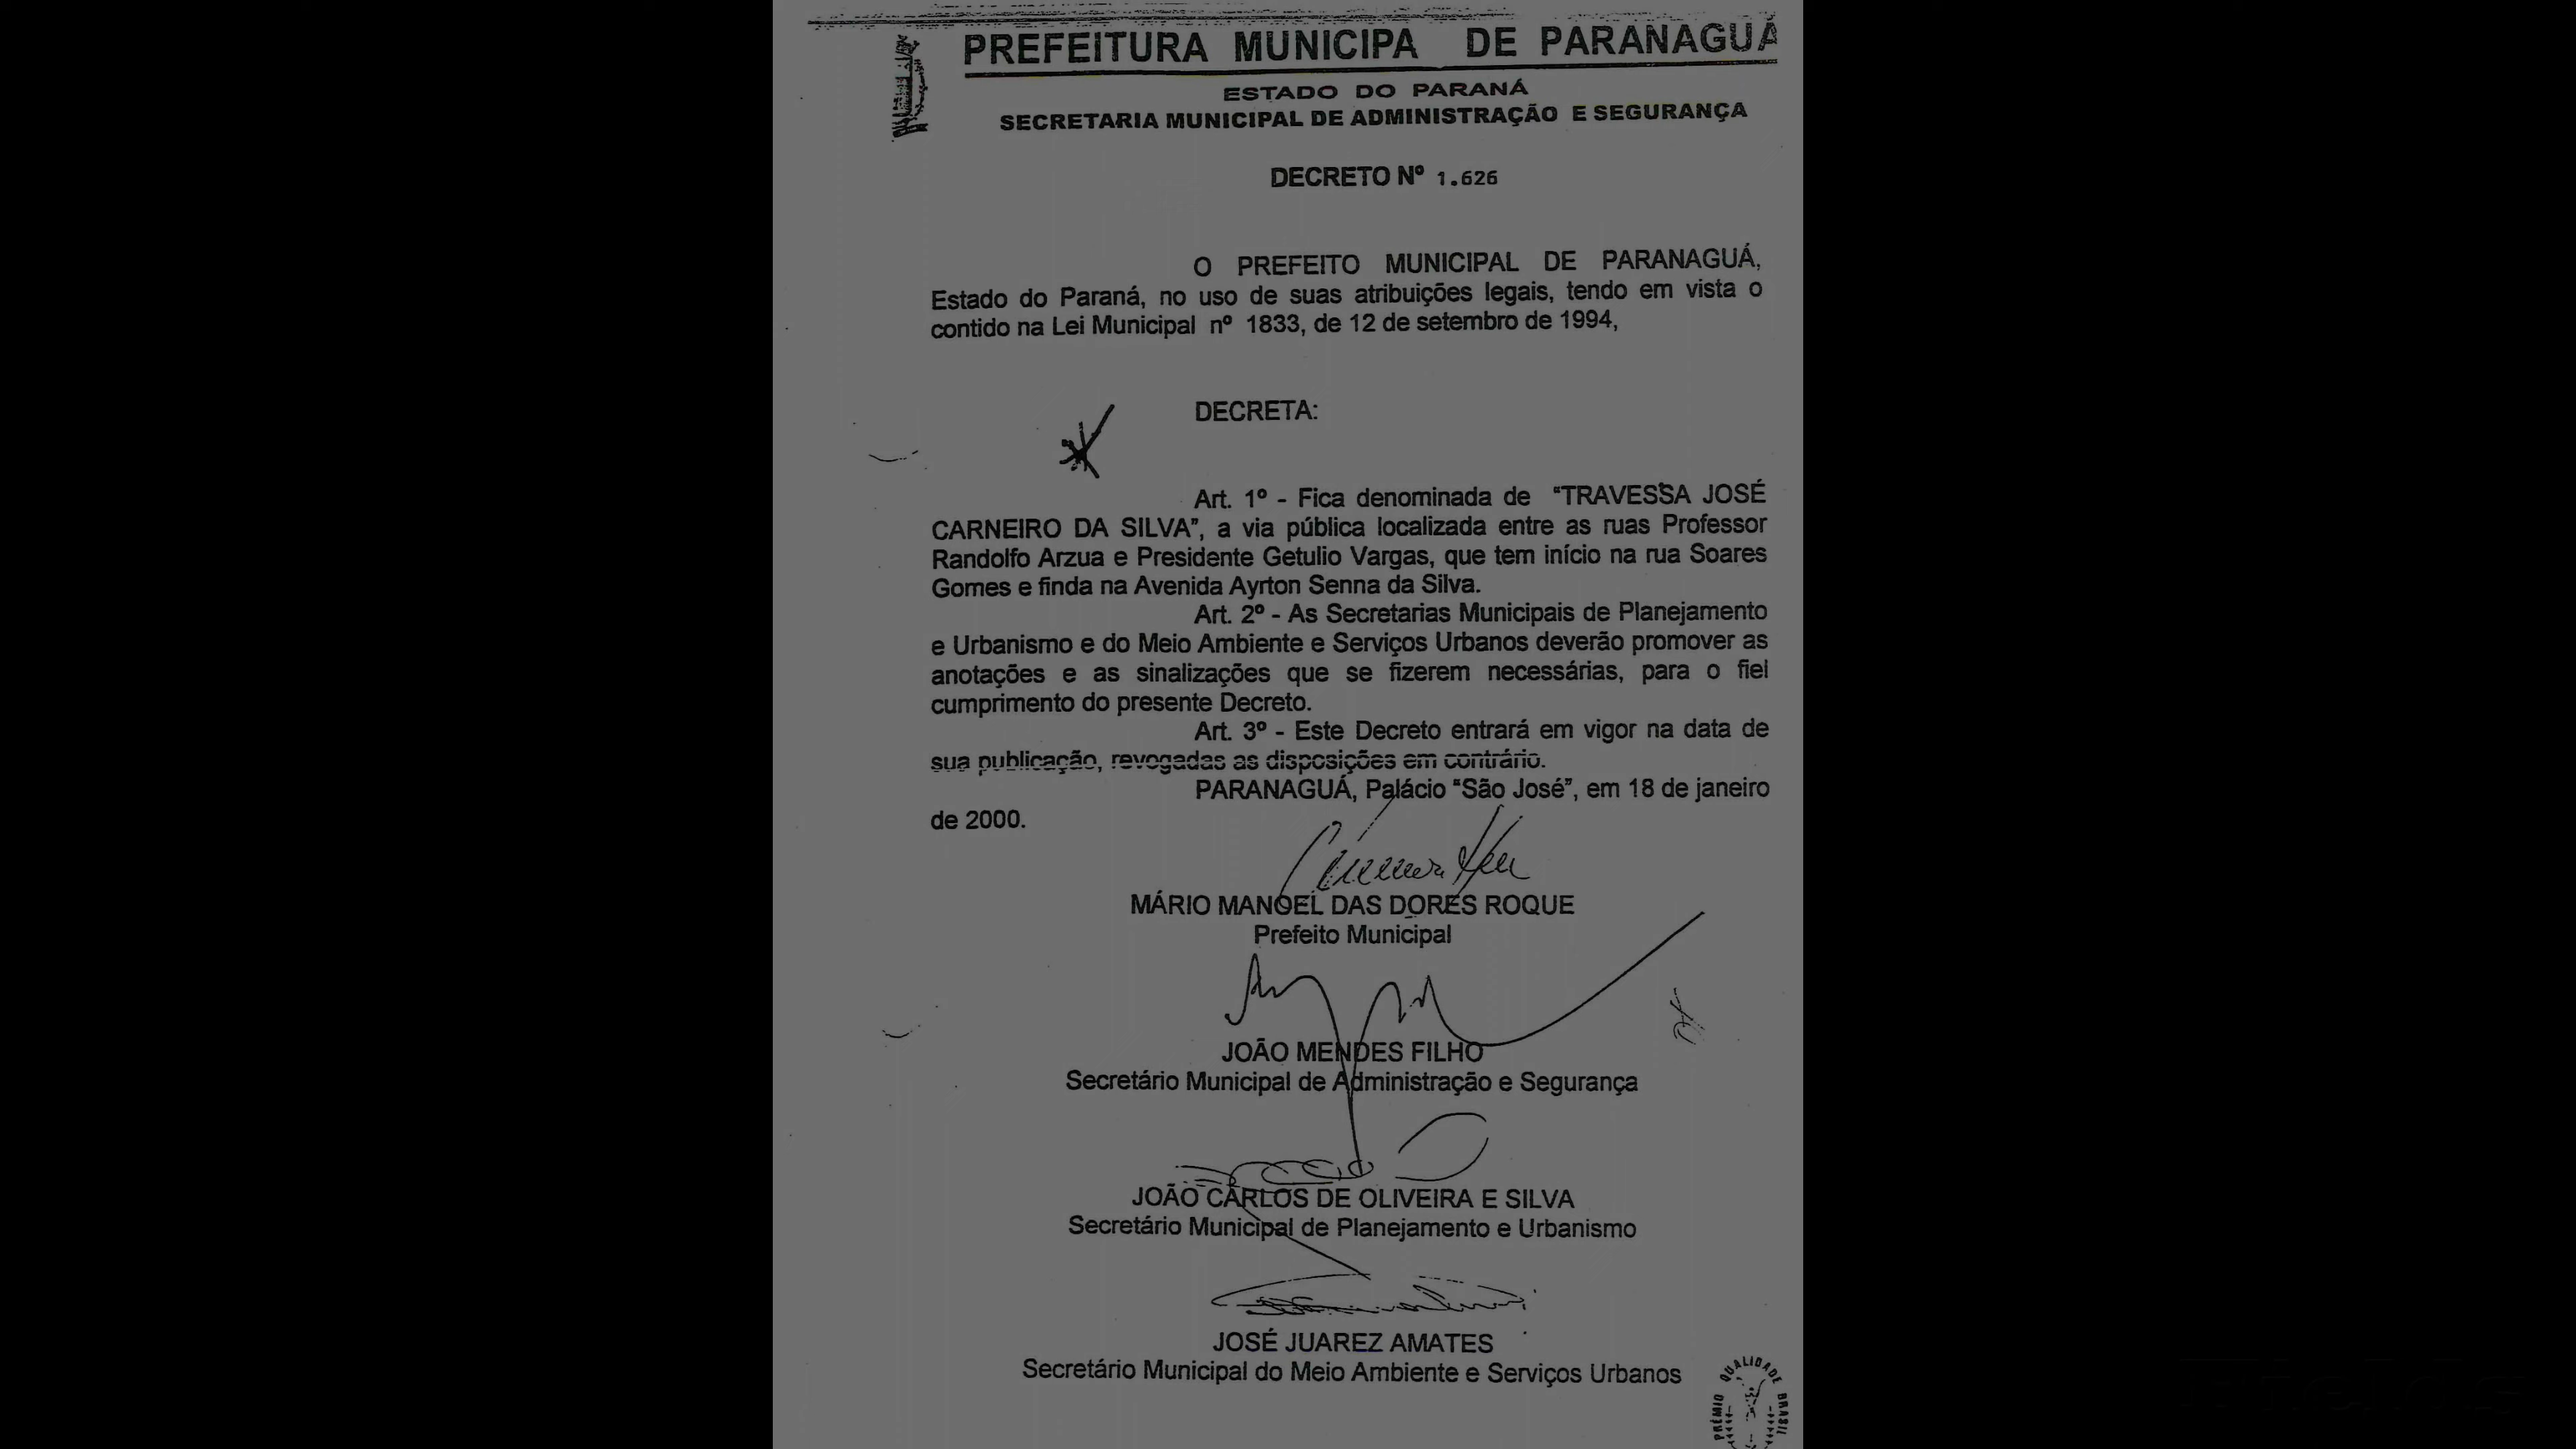 PREFEITURA MUNICIPA DE PARANAGUÁ
ESTADO DO PARANÁ
SECRETARIA MUNICIPAL DE ADMINISTRAÇÃO E SEGURANÇA
DECRETO Nº 1.626
O PREFEITO MUNICIPAL DE PARANAGUÁ,
Estado do Paraná, no uso de suas atribuições legais, tendo em vista o
contido na Lei Municipal nº 1833, de 12 de setembro de 1994,
DECRETA:
Art. 1º - Fica denominada de “TRAVESSA JOSÉ
CARNEIRO DA SILVA”, a via pública localizada entre as ruas Professor
Randolfo Arzua e Presidente Getulio Vargas, que tem início na rua Soares
Gomes e finda na Avenida Ayrton Senna da Silva.
Art. 2º - As Secretarias Municipais de Planejamento
e Urbanismo e do Meio Ambiente e Serviços Urbanos deverão promover as
anotações e as sinalizações que se fizerem necessárias, para o fiel
cumprimento do presente Decreto.
Art. 3º - Este Decreto entrará em vigor na data de
sua publicação, revogadas as disposições em contrário.
PARANAGUÁ, Palácio “São José”, em 18 de janeiro
de 2000.
MÁRIO MANOEL DAS DORES ROQUE
Prefeito Municipal
JOÃO MENDES FILHO
Secretário Municipal de Administração e Segurança
JOÃO CARLOS DE OLIVEIRA E SILVA
Secretário Municipal de Planejamento e Urbanismo
JOSÉ JUAREZ AMATES
Secretário Municipal do Meio Ambiente e Serviços Urbanos
PRÊMIO QUALIDADE BRASIL